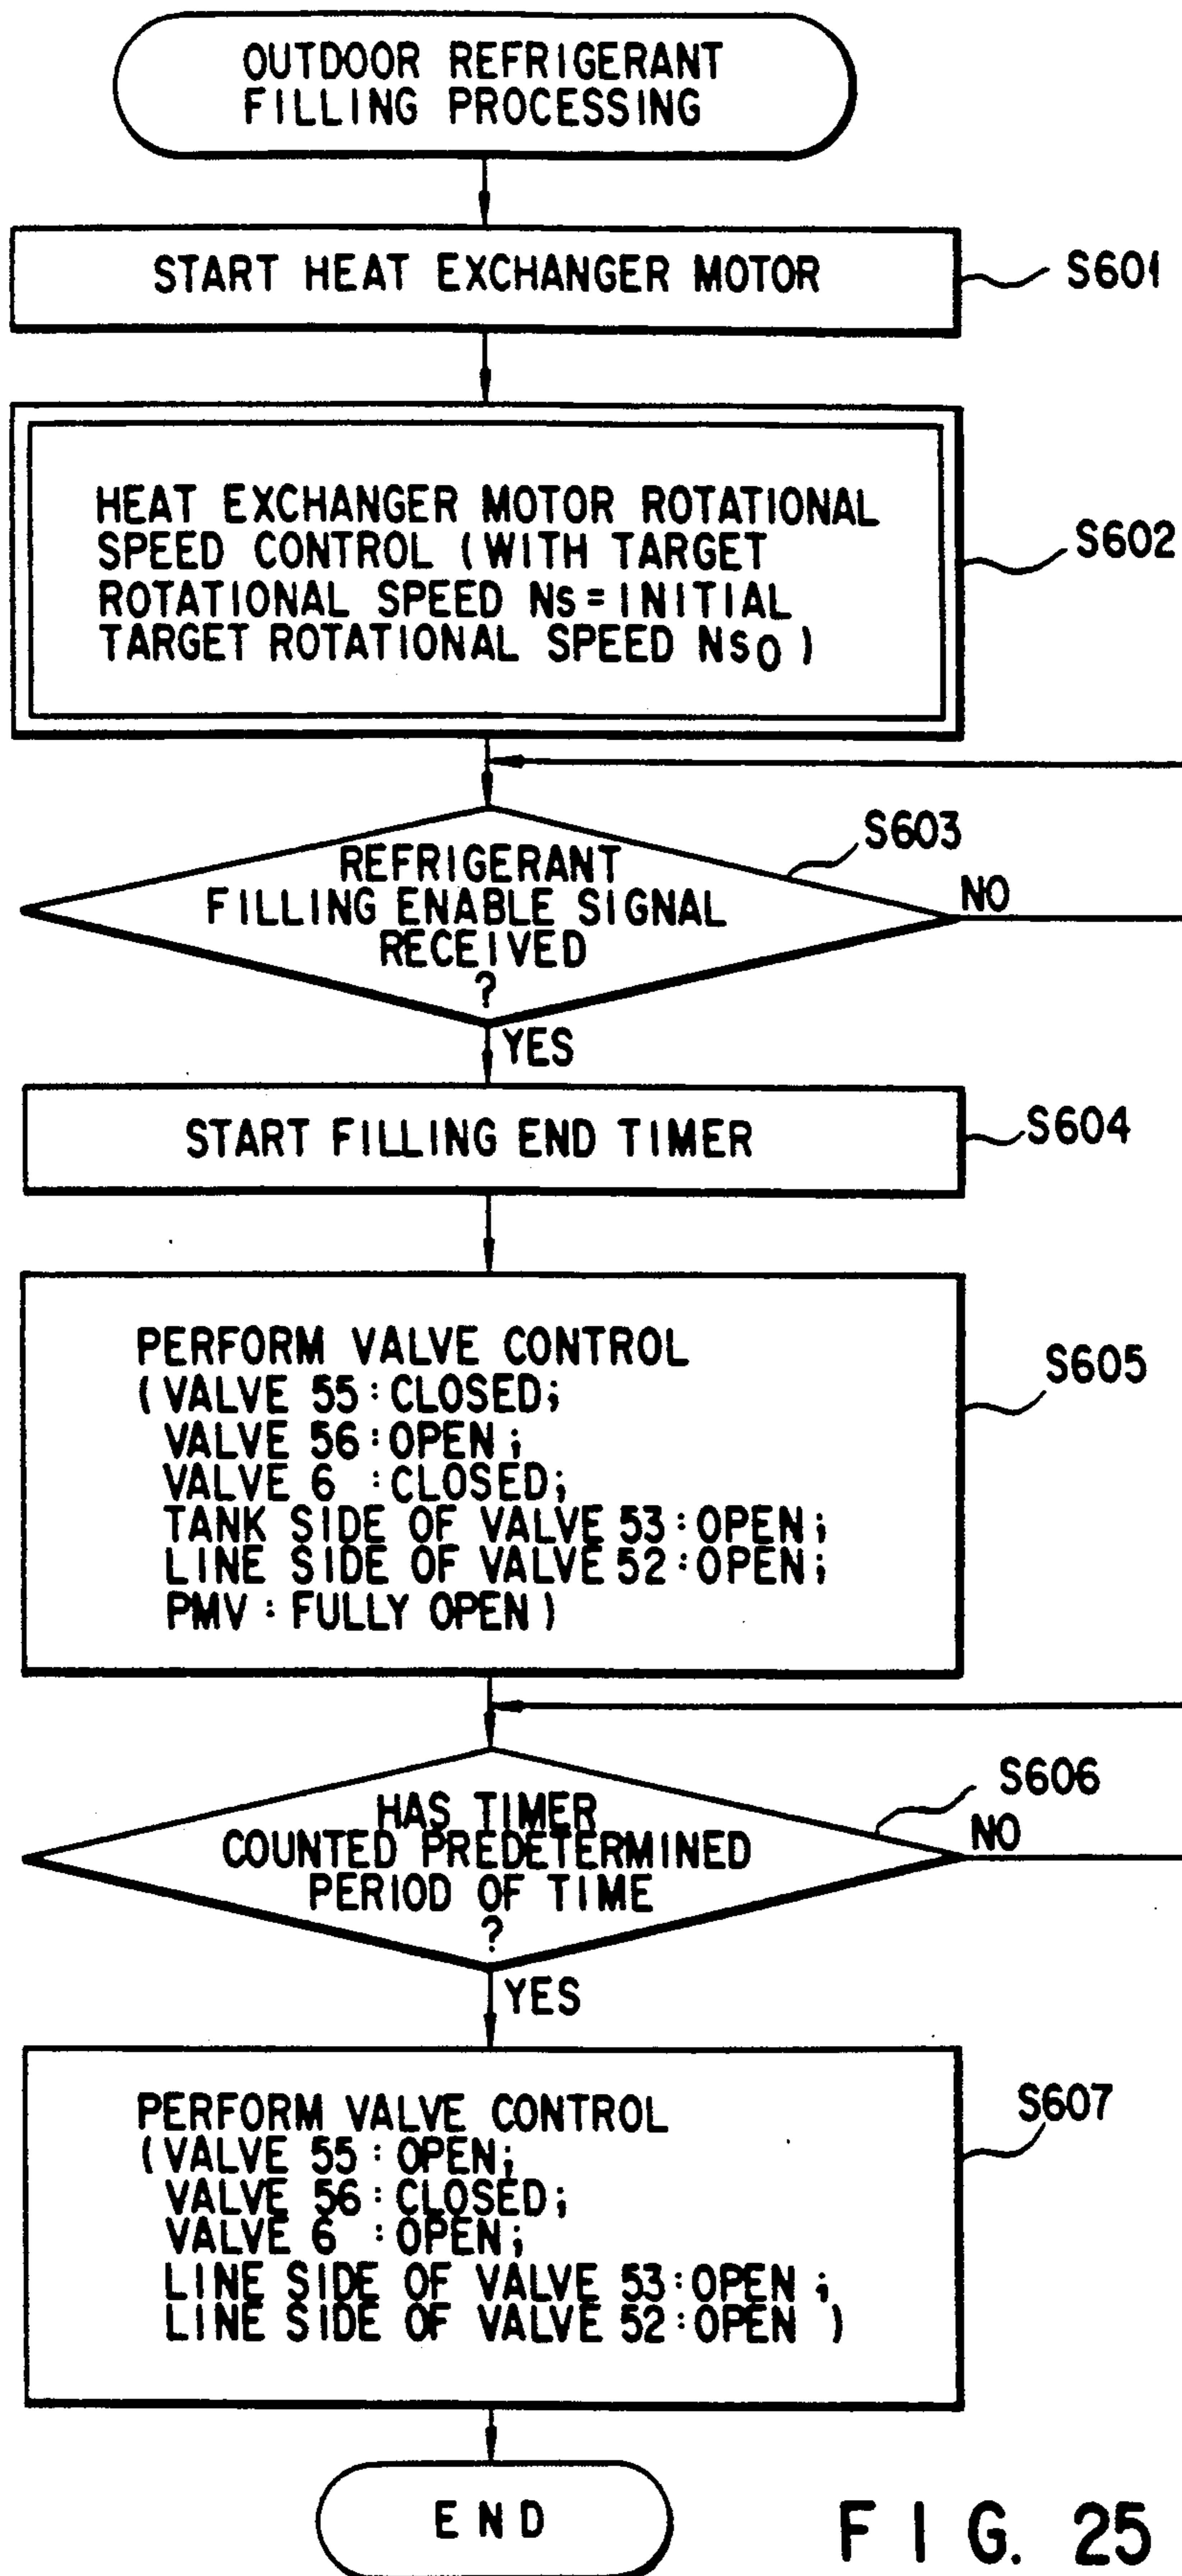 OUTDOOR REFRIGERANT
FILLING PROCESSING
START HEAT EXCHANGER MOTOR
S601
HEAT EXCHANGER MOTOR ROTATIONAL
SPEED CONTROL (WITH TARGET
ROTATIONAL SPEED Ns=INITIAL
TARGET ROTATIONAL SPEED Ns0)
S602
S603
REFRIGERANT
FILLING ENABLE SIGNAL
RECEIVED
?
NO
YES
START FILLING END TIMER
S604
PERFORM VALVE CONTROL
(VALVE 55:CLOSED;
VALVE 56:OPEN;
VALVE 6 :CLOSED;
TANK SIDE OF VALVE 53:OPEN;
LINE SIDE OF VALVE 52:OPEN;
PMV:FULLY OPEN)
S605
S606
HAS TIMER
COUNTED PREDETERMINED
PERIOD OF TIME
?
NO
YES
PERFORM VALVE CONTROL
(VALVE 55:OPEN;
VALVE 56:CLOSED;
VALVE 6 :OPEN;
LINE SIDE OF VALVE 53:OPEN;
LINE SIDE OF VALVE 52:OPEN)
S607
END
FIG. 25